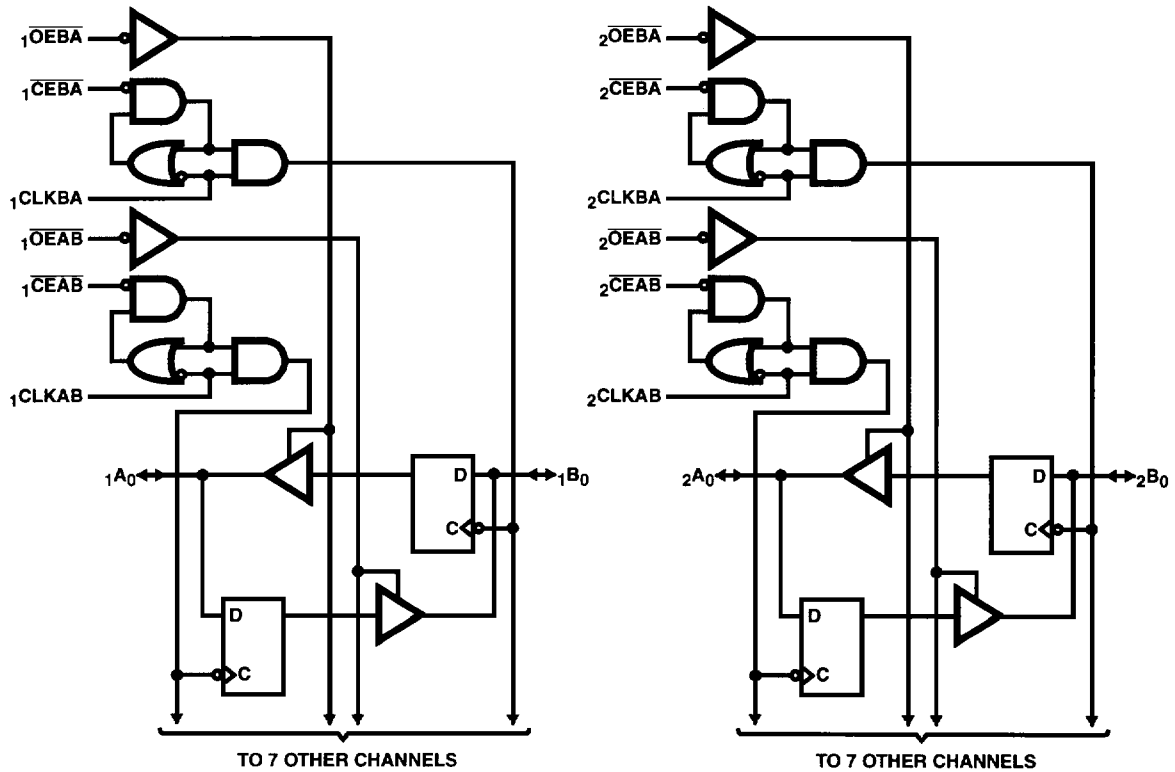 1OEBA
1CEBA
1CLKBA
1OEAB
1CEAB
1CLKAB
1A0
D
C
1B0
D
C
TO 7 OTHER CHANNELS
2OEBA
2CEBA
2CLKBA
2OEAB
2CEAB
2CLKAB
2A0
D
C
2B0
D
C
TO 7 OTHER CHANNELS